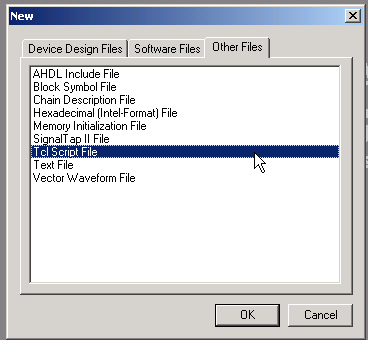 New
Device Design Files Software Files Other Files
AHDL Include File
Block Symbol File
Chain Description File
Hexadecimal (Intel-Format) File
Memory Initialization File
SignalTap II File
Tcl Script File
Text File
Vector Waveform File
OK Cancel